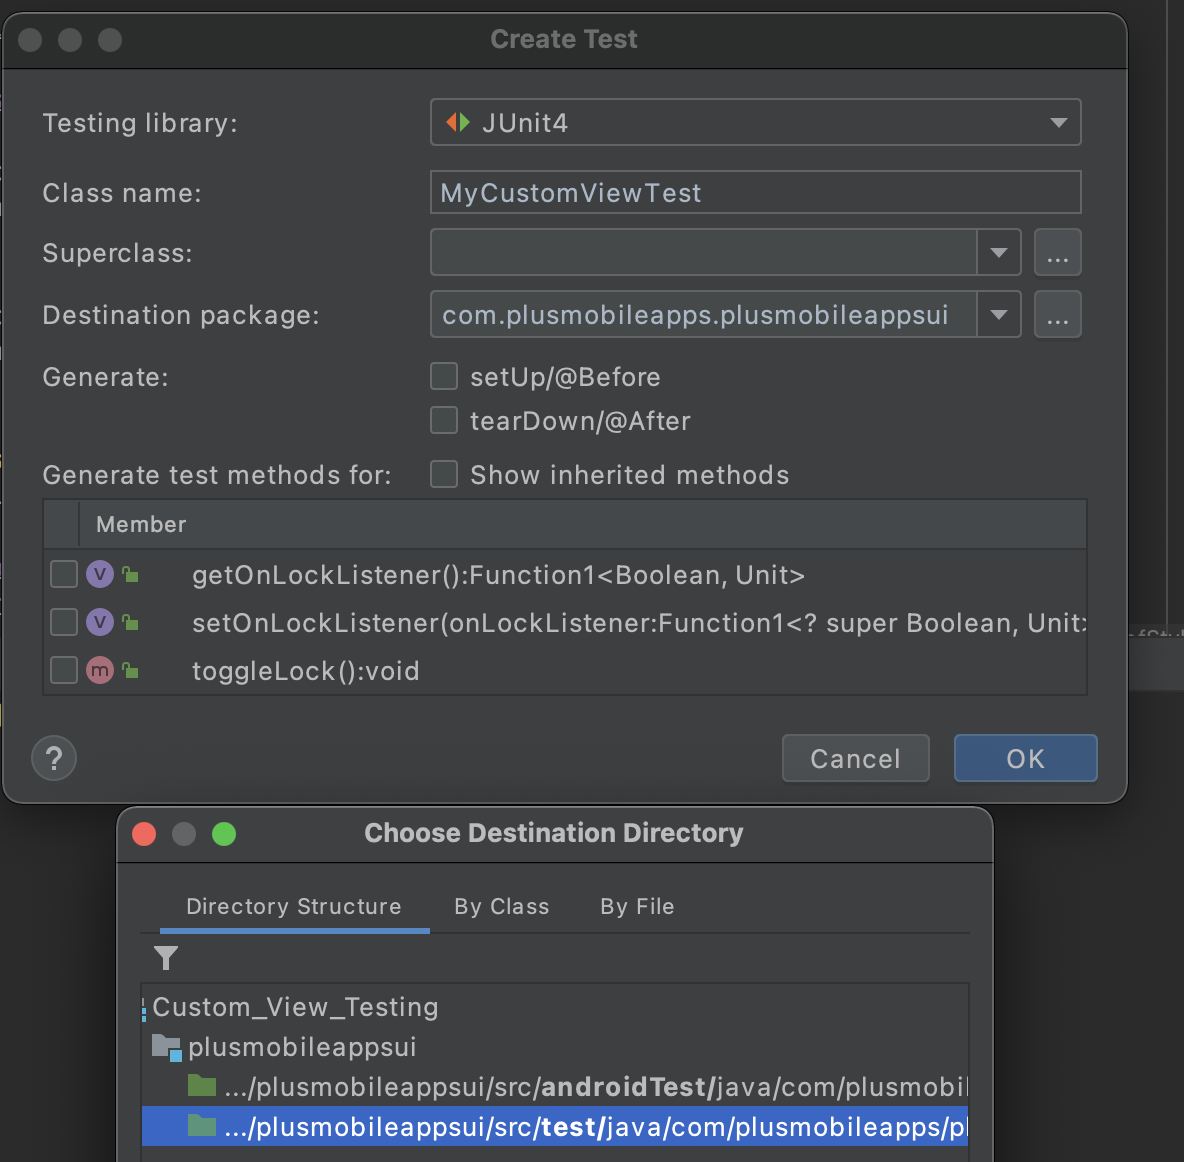 Create Test
Testing library:
JUnit4
Class name:
MyCustomViewTest
Superclass:
...
Destination package:
com.plusmobileapps.plusmobileappsui
...
Generate:
setUp/@Before
tearDown/@After
Generate test methods for:
Show inherited methods
Member
V getOnLockListener():Function1<Boolean, Unit>
V setOnLockListener(onLockListener:Function1<? super Boolean, Unit>
m toggleLock():void
?
Cancel
OK
Choose Destination Directory
Directory Structure
By Class
By File
Custom_View_Testing
plusmobileappsui
.../plusmobileappsui/src/androidTest/java/com/plusmobil
.../plusmobileappsui/src/test/java/com/plusmobileapps/pl